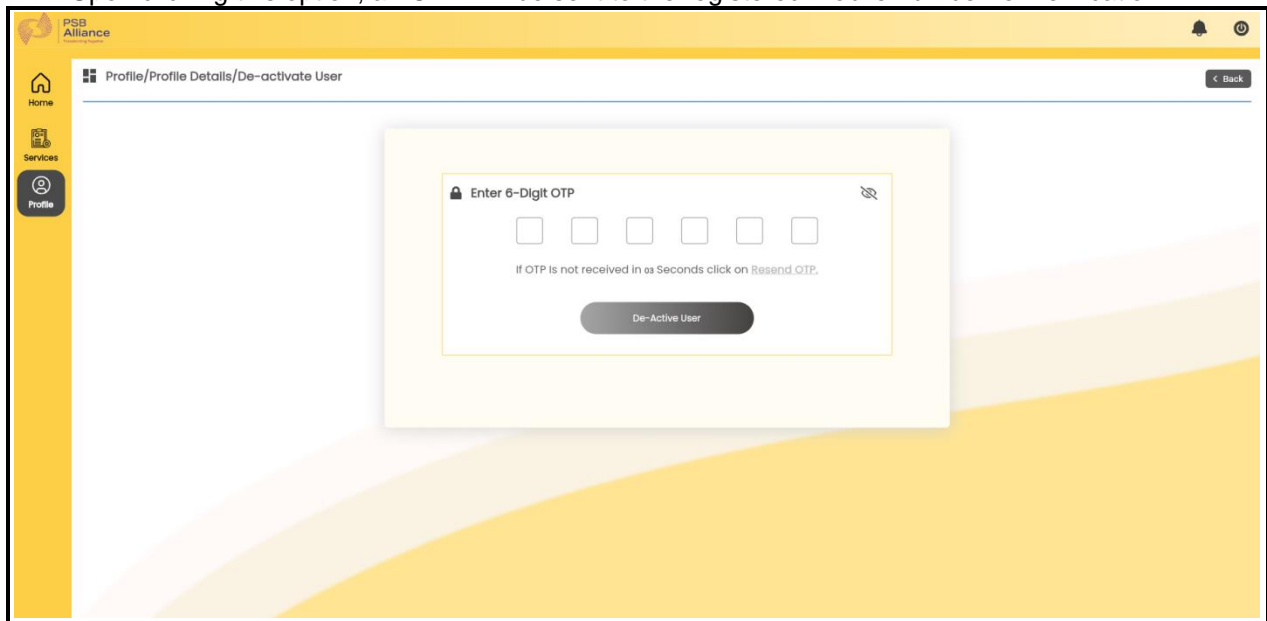 PSB
Alliance
Home
Services
Profile
Profile/Profile Details/De-activate User
< Back
Enter 6-Digit OTP
If OTP is not received in 03 Seconds click on Resend OTP.
De-Active User